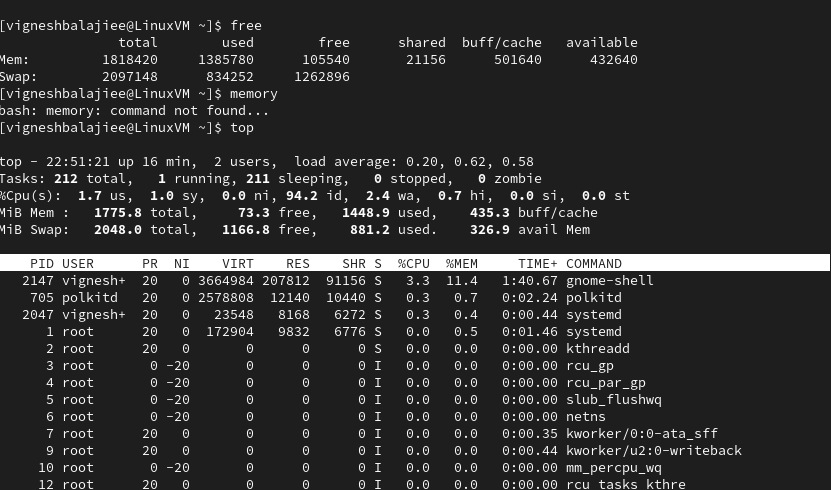 [vigneshbalajiee@LinuxVM ~]$ free
total used free shared buff/cache available
Mem: 1818420 1385780 105540 21156 501640 432640
Swap: 2097148 834252 1262896
[vigneshbalajiee@LinuxVM ~]$ memory
bash: memory: command not found...
[vigneshbalajiee@LinuxVM ~]$ top
top - 22:51:21 up 16 min, 2 users, load average: 0.20, 0.62, 0.58
Tasks: 212 total, 1 running, 211 sleeping, 0 stopped, 0 zombie
%Cpu(s): 1.7 us, 1.0 sy, 0.0 ni, 94.2 id, 2.4 wa, 0.7 hi, 0.0 si, 0.0 st
MiB Mem : 1775.8 total, 73.3 free, 1448.9 used, 435.3 buff/cache
MiB Swap: 2048.0 total, 1166.8 free, 881.2 used. 326.9 avail Mem
PID USER PR NI VIRT RES SHR S %CPU %MEM TIME+ COMMAND
2147 vignesh+ 20 0 3664984 207812 91156 S 3.3 11.4 1:40.67 gnome-shell
705 polkitd 20 0 2578808 12140 10440 S 0.3 0.7 0:02.24 polkitd
2047 vignesh+ 20 0 23548 8168 6272 S 0.3 0.4 0:00.44 systemd
1 root 20 0 172904 9832 6776 S 0.0 0.5 0:01.46 systemd
2 root 20 0 0 0 0 S 0.0 0.0 0:00.00 kthreadd
3 root 0 -20 0 0 0 I 0.0 0.0 0:00.00 rcu_gp
4 root 0 -20 0 0 0 I 0.0 0.0 0:00.00 rcu_par_gp
5 root 0 -20 0 0 0 I 0.0 0.0 0:00.00 slub_flushwq
6 root 0 -20 0 0 0 I 0.0 0.0 0:00.00 netns
7 root 20 0 0 0 0 I 0.0 0.0 0:00.35 kworker/0:0-ata_sff
9 root 20 0 0 0 0 I 0.0 0.0 0:00.44 kworker/u2:0-writeback
10 root 0 -20 0 0 0 I 0.0 0.0 0:00.00 mm_percpu_wq
12 root 20 0 0 0 0 I 0.0 0.0 0:00.00 rcu_tasks_kthre